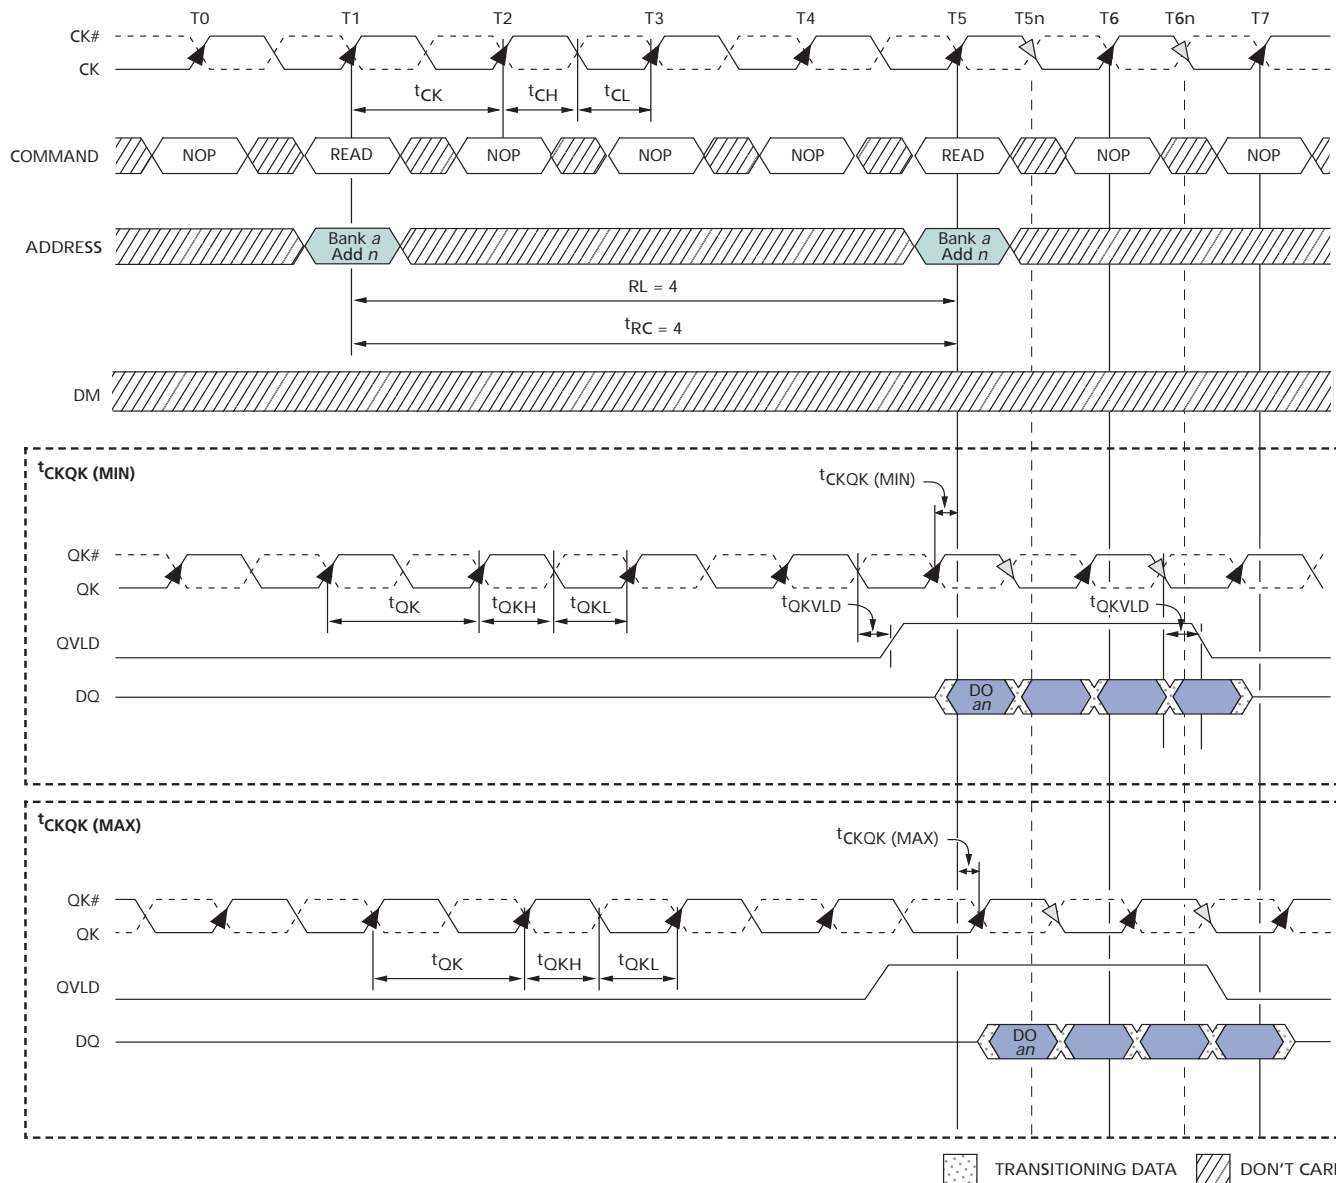 T0 T1 T2 T3 T4 T5 T5n T6 T6n T7
CK#
CK
tCK tCH tCL
COMMAND NOP READ NOP NOP NOP READ NOP NOP
ADDRESS Bank a Bank a
Add n Add n
RL = 4
tRC = 4
DM
tCKQK (MIN)
tCKQK (MIN)
QK#
QK
tQK tQKH tQKL tQKVLD tQKVLD
QVLD
DQ DO
an
tCKQK (MAX)
tCKQK (MAX)
QK#
QK
tQK tQKH tQKL
QVLD
DQ DO
an
TRANSITIONING DATA DON'T CARE